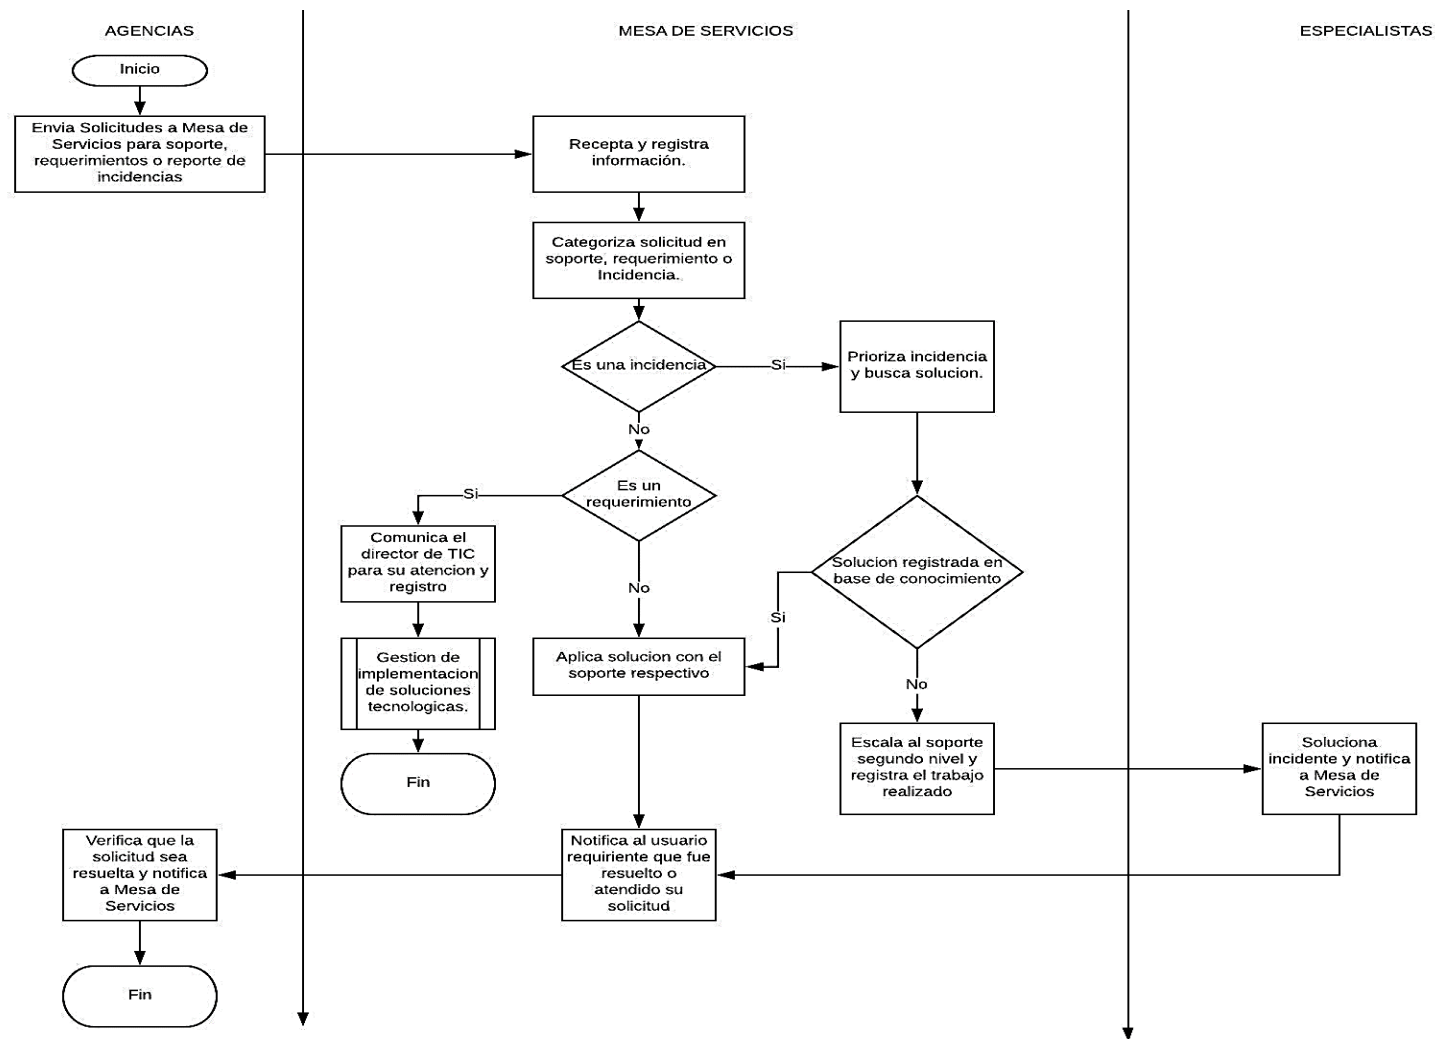 AGENCIAS
MESA DE SERVICIOS
ESPECIALISTAS
Inicio
Envia Solicitudes a Mesa de
Servicios para soporte,
requerimientos o reporte de
incidencias
Recepta y registra
información.
Categoriza solicitud en
soporte, requerimiento o
Incidencia.
Es una incidencia
Si
Prioriza incidencia
y busca solucion.
No
Es un
requerimiento
Si
Comunica el
director de TIC
para su atencion y
registro
Solucion registrada en
base de conocimiento
No
Si
Gestion de
implementacion
de soluciones
tecnologicas.
Aplica solucion con el
soporte respectivo
No
Escala al soporte
segundo nivel y
registra el trabajo
realizado
Soluciona
incidente y notifica
a Mesa de
Servicios
Fin
Verifica que la
solicitud sea
resuelta y notifica
a Mesa de
Servicios
Notifica al usuario
requiriente que fue
resuelto o
atendido su
solicitud
Fin